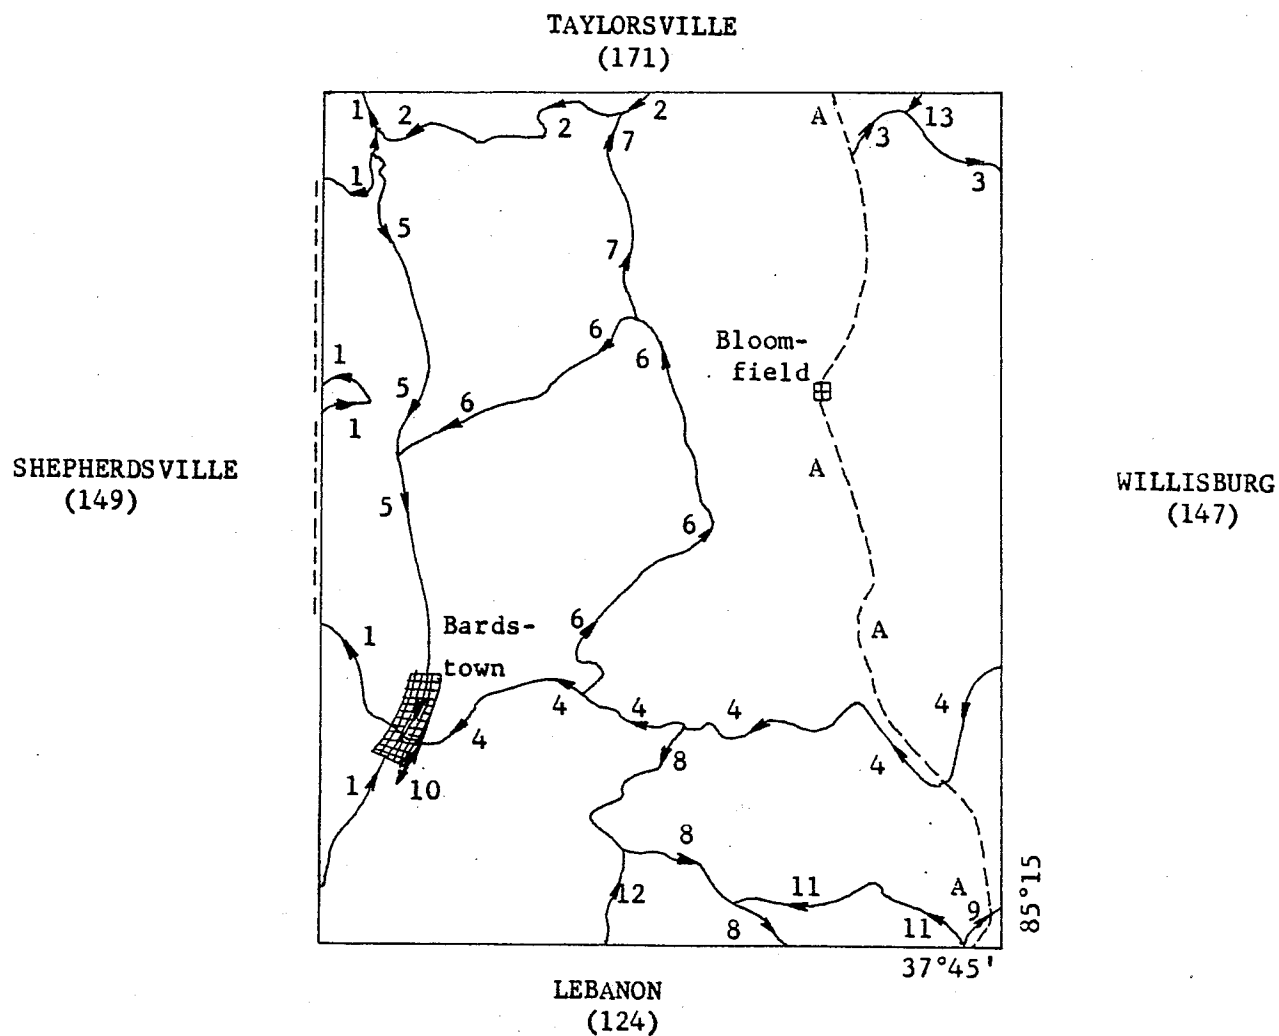 TAYLORSVILLE
(171)
1 2 2 2 A 13
7 3
1 3
5
7
6
Bloom-
field
1 6
5
6
1
A
SHEPHERDSVILLE
(149)
WILLISBURG
(147)
5 6
6
Bards-
town
1 A
4 4 4 4
4
8 4
1 10
8
12 11 A 9
8 11
85°15
37°45'
LEBANON
(124)